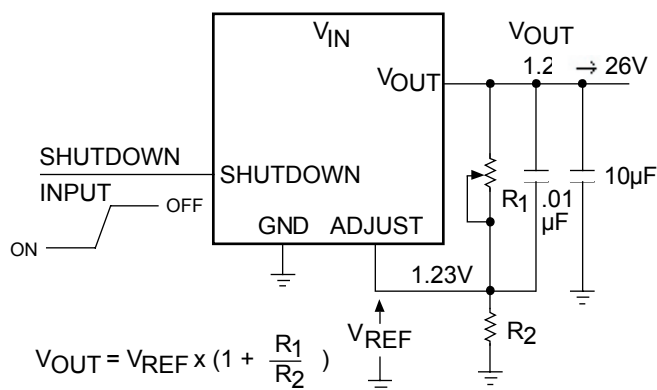 VIN
VOUT
VOUT
1.2 → 26V
SHUTDOWN
INPUT
ON
OFF
SHUTDOWN
GND
ADJUST
R1
.01
µF
10µF
1.23V
VREF
R2
VOUT = VREF x (1 + R1
R2 )